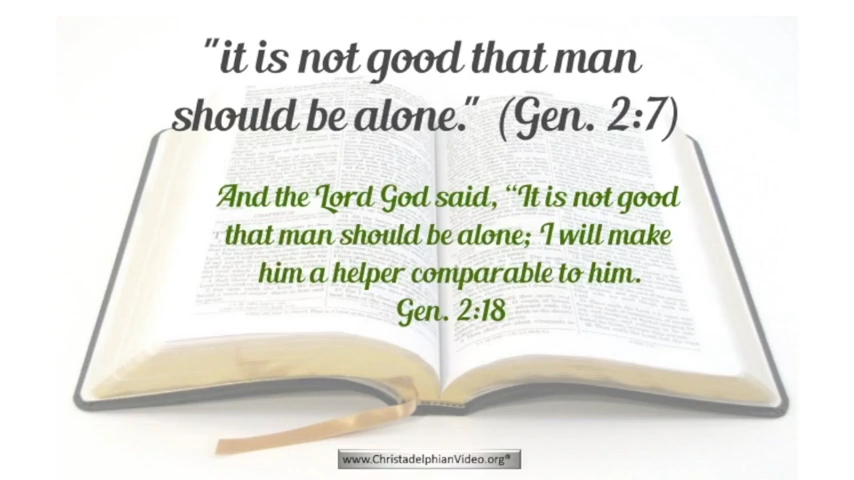 "it is not good that man
should be alone." (Gen. 2:7)
And the Lord God said, “It is not good
that man should be alone; I will make
him a helper comparable to him.
Gen. 2:18
www.ChristadelphianVideo.org®